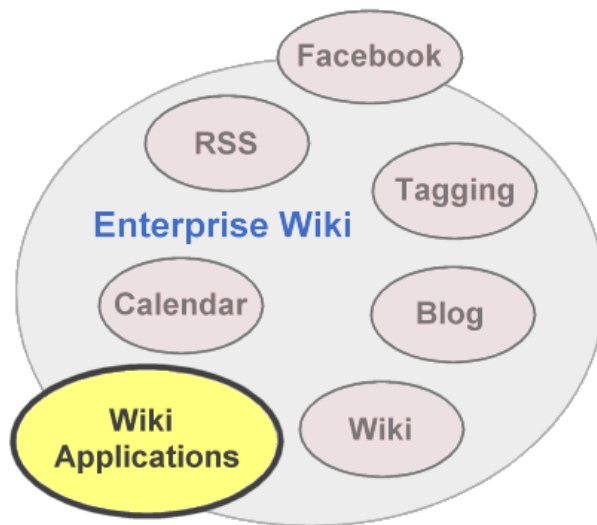 Facebook
RSS
Tagging
Enterprise Wiki
Calendar
Blog
Wiki
Applications
Wiki